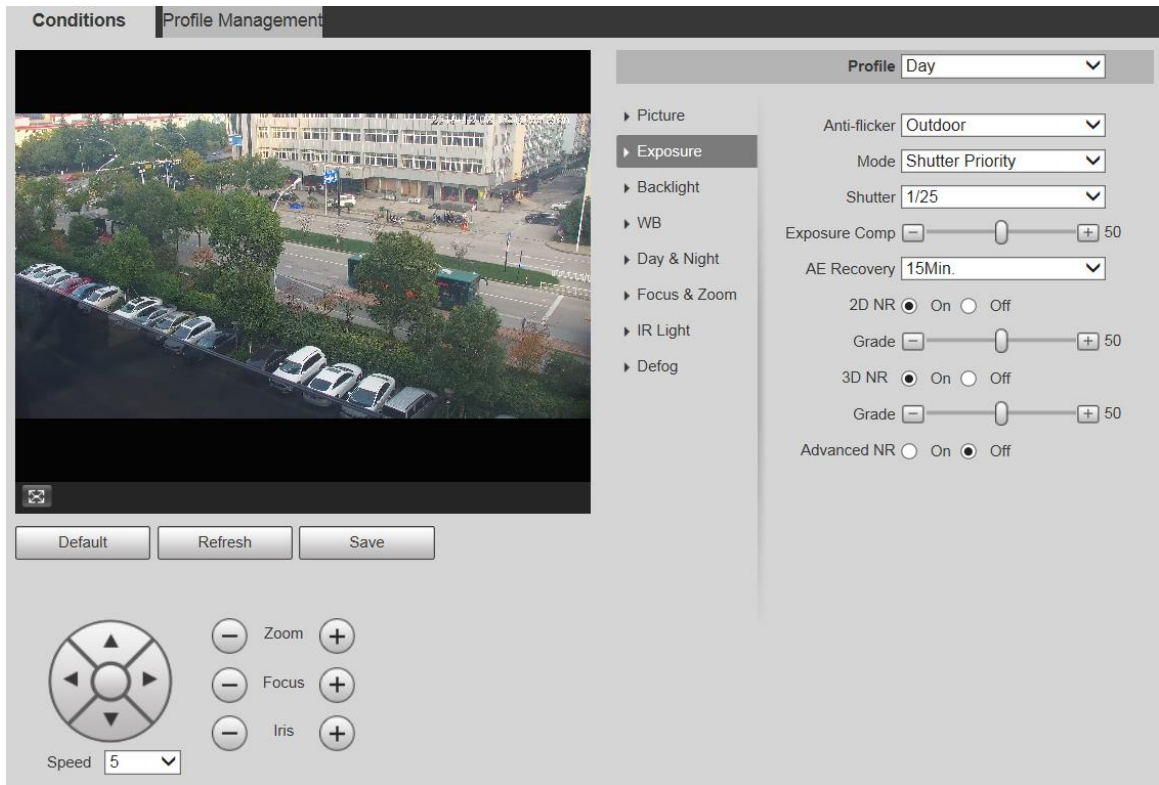 Conditions
Profile Management
Profile Day
Picture
Exposure
Backlight
WB
Day & Night
Focus & Zoom
IR Light
Defog
Anti-flicker Outdoor
Mode Shutter Priority
Shutter 1/25
Exposure Comp 50
AE Recovery 15Min.
2D NR On Off
Grade 50
3D NR On Off
Grade 50
Advanced NR On Off
Default
Refresh
Save
Zoom
Focus
Iris
Speed 5